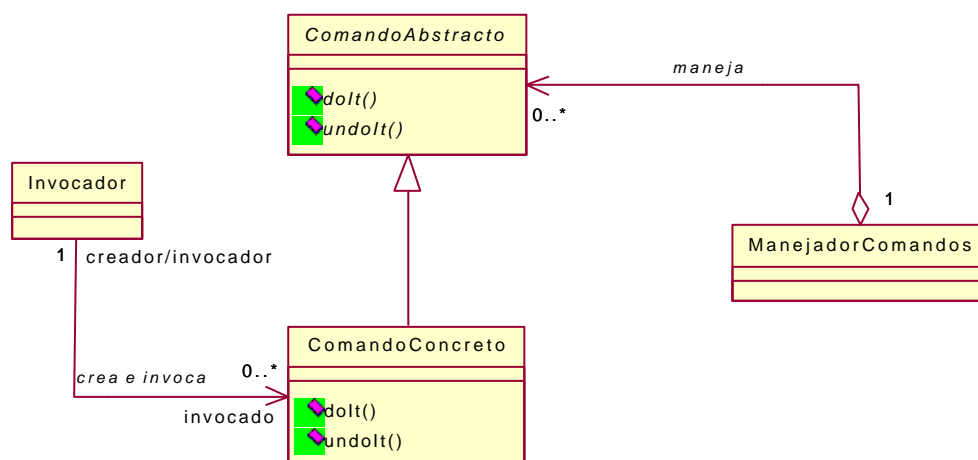 ComandoAbstracto
doIt()
undoIt()
maneja
0..*
1
ManejadorComandos
Invocador
1
creador/invocador
crea e invoca
0..*
invocado
ComandoConcreto
doIt()
undoIt()